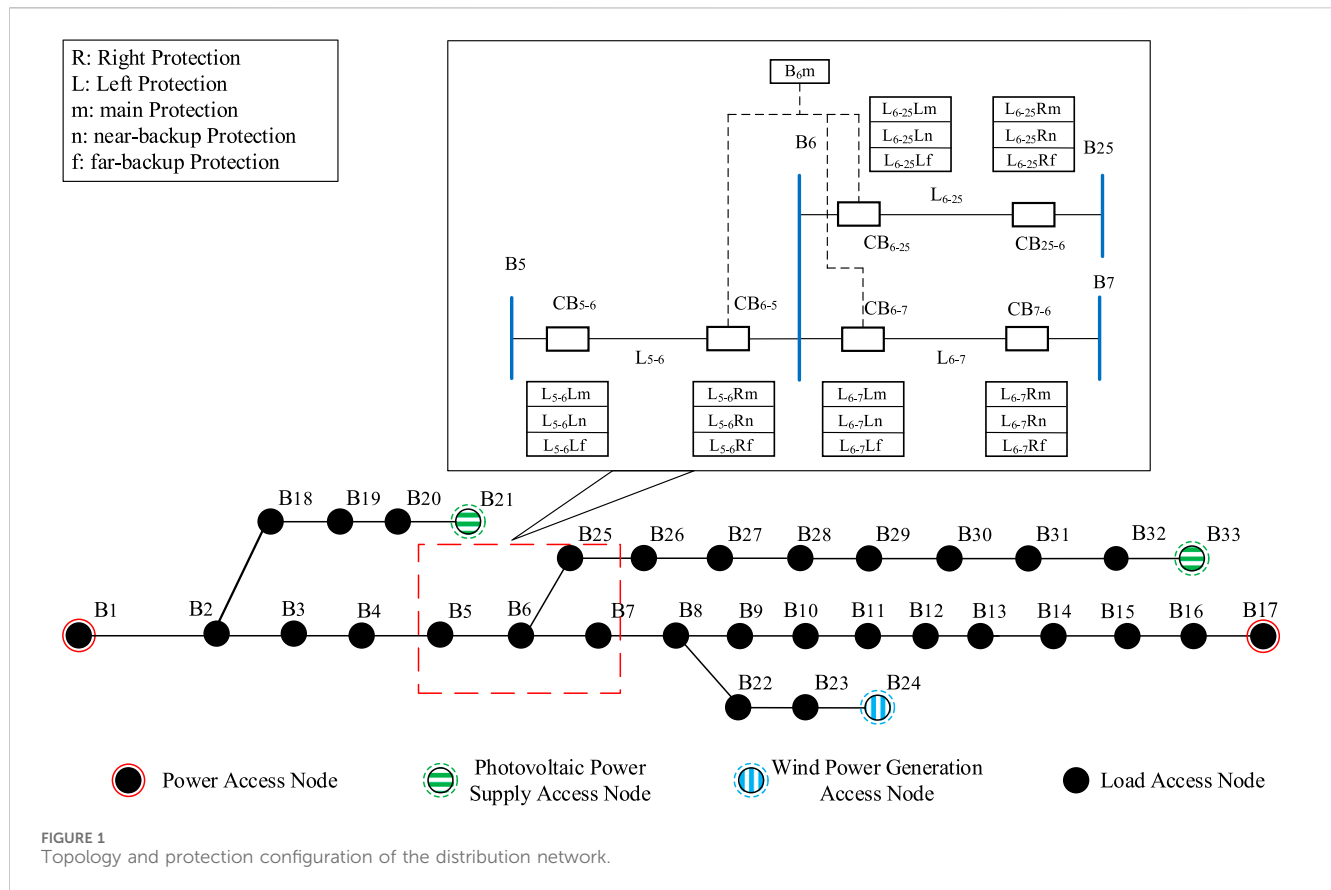 R: Right Protection
L: Left Protection
m: main Protection
n: near-backup Protection
f: far-backup Protection
B6m
L6-25Lm
L6-25Ln
L6-25Lf
L6-25Rm
L6-25Rn
L6-25Rf
B6
B25
L6-25
CB6-25
CB25-6
B5
B7
CB5-6
CB6-5
CB6-7
CB7-6
L5-6
L6-7
L5-6Lm
L5-6Ln
L5-6Lf
L5-6Rm
L5-6Rn
L5-6Rf
L6-7Lm
L6-7Ln
L6-7Lf
L6-7Rm
L6-7Rn
L6-7Rf
B18 B19 B20 B21
B25 B26 B27 B28 B29 B30 B31 B32 B33
B1 B2 B3 B4 B5 B6 B7 B8 B9 B10 B11 B12 B13 B14 B15 B16 B17
B22 B23 B24
Power Access Node
Photovoltaic Power
Supply Access Node
Wind Power Generation
Access Node
Load Access Node
FIGURE 1
Topology and protection configuration of the distribution network.